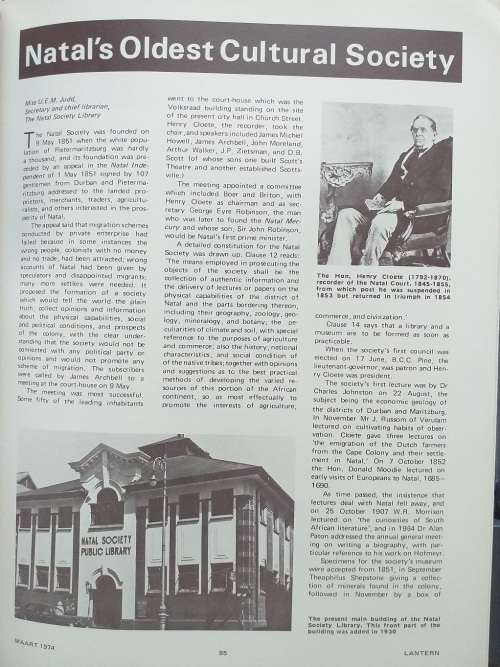 Natal's Oldest Cultural Society
Miss U.E.M. Judd,
Secretary and chief librarian,
The Natal Society Library
The Natal Society was founded on
9 May 1851 when the white popu-
lation of Pietermaritzburg was hardly
a thousand, and its foundation was pre-
ceded by an appeal in the Natal Inde-
pendent of 1 May 1851 signed by 107
gentlemen from Durban and Pieterma-
ritzburg addressed to the landed pro-
prietors, merchants, traders, agricultu-
ralists, and others interested in the pros-
perity of Natal.
The appeal said that migration schemes
conducted by private enterprise had
failed because in some instances the
wrong people, colonists with no money
and no trade, had been attracted; wrong
accounts of Natal had been given by
speculators and disappointed migrants;
many more settlers were needed. It
proposed the formation of a society
which would tell the world the plain
truth, collect opinions and information
about the physical capabilities, social
and political conditions, and prospects
of the colony, with the clear under-
standing that the society would not be
connected with any political party or
opinions and would not promote any
scheme of migration. The subscribers
were called by James Archbell to a
meeting at the court-house on 9 May.
The meeting was most successful.
Some fifty of the leading inhabitants
went to the court-house which was the
Volksraad building standing on the site
of the present city hall in Church Street.
Henry Cloete, the recorder, took the
chair, and speakers included James Michel
Howell, James Archbell, John Moreland,
Arthur Walker, J.P. Zietsman, and D.B.
Scott (of whose sons one built Scott's
Theatre and another established Scotts-
ville.)
The meeting appointed a committee
which included Boer and Briton, with
Henry Cloete as chairman and as sec-
retary George Eyre Robinson, the man
who was later to found the Natal Mer-
cury and whose son, Sir John Robinson,
would be Natal's first prime minister.
A detailed constitution for the Natal
Society was drawn up. Clause 12 reads:
'The means employed in prosecuting the
objects of the society shall be the
collection of authentic information and
the delivery of lectures or papers on the
physical capabilities of the district of
Natal and the parts bordering thereon,
including their geography, zoology, geo-
logy, mineralogy, and botany; the pe-
culiarities of climate and soil, with special
reference to the purposes of agriculture
and commerce; also the history, national
characteristics, and social condition of
of the native tribes; together with opinions
and suggestions as to the best practical
methods of developing the varied re-
sources of this portion of the African
continent, so as most effectually to
promote the interests of agriculture,
The Hon. Henry Cloete (1792-1870),
recorder of the Natal Court, 1845-1855,
from which post he was suspended in
1853 but returned in triumph in 1854
commerce, and civilization.'
Clause 14 says that a library and a
museum are to be formed as soon as
practicable.
When the society's first council was
elected on 17 June, B.C.C. Pine, the
lieutenant-governor, was patron and Hen-
ry Cloete was president.
The society's first lecture was by Dr
Charles Johnston on 22 August, the
subject being the economic geology of
the districts of Durban and Maritzburg.
In November Mr J. Russom of Verulam
lectured on cultivating habits of obser-
vation. Cloete gave three lectures on
'the emigration of the Dutch farmers
from the Cape Colony and their settle-
ment in Natal.' On 7 October 1852
the Hon. Donald Moodie lectured on
early visits of Europeans to Natal, 1685-
1690.
As time passed, the insistence that
lectures deal with Natal fell away, and
on 25 October 1907 W.R. Morrison
lectured on 'the curiosities of South
African literature', and in 1964 Dr Alan
Paton addressed the annual general meet-
ing on writing a biography, with par-
ticular reference to his work on Hofmeyr.
Specimens for the society's museum
were accepted from 1851, in September
Theophilus Shepstone giving a collec-
tion of minerals found in the colony,
followed in November by a box of
NATAL SOCIETY
PUBLIC LIBRARY
The present main building of the Natal
Society Library. This front part of the
building was added in 1930
MAART 1974
85
LANTERN